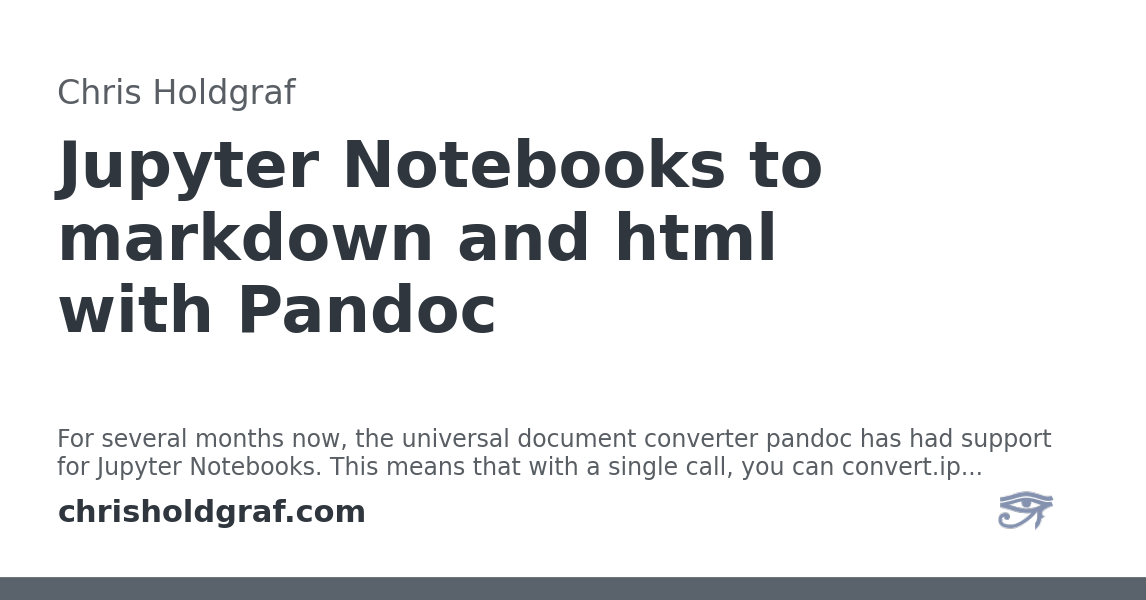 Chris Holdgraf
Jupyter Notebooks to
markdown and html
with Pandoc
For several months now, the universal document converter pandoc has had support
for Jupyter Notebooks. This means that with a single call, you can convert.ip...
chrisholdgraf.com